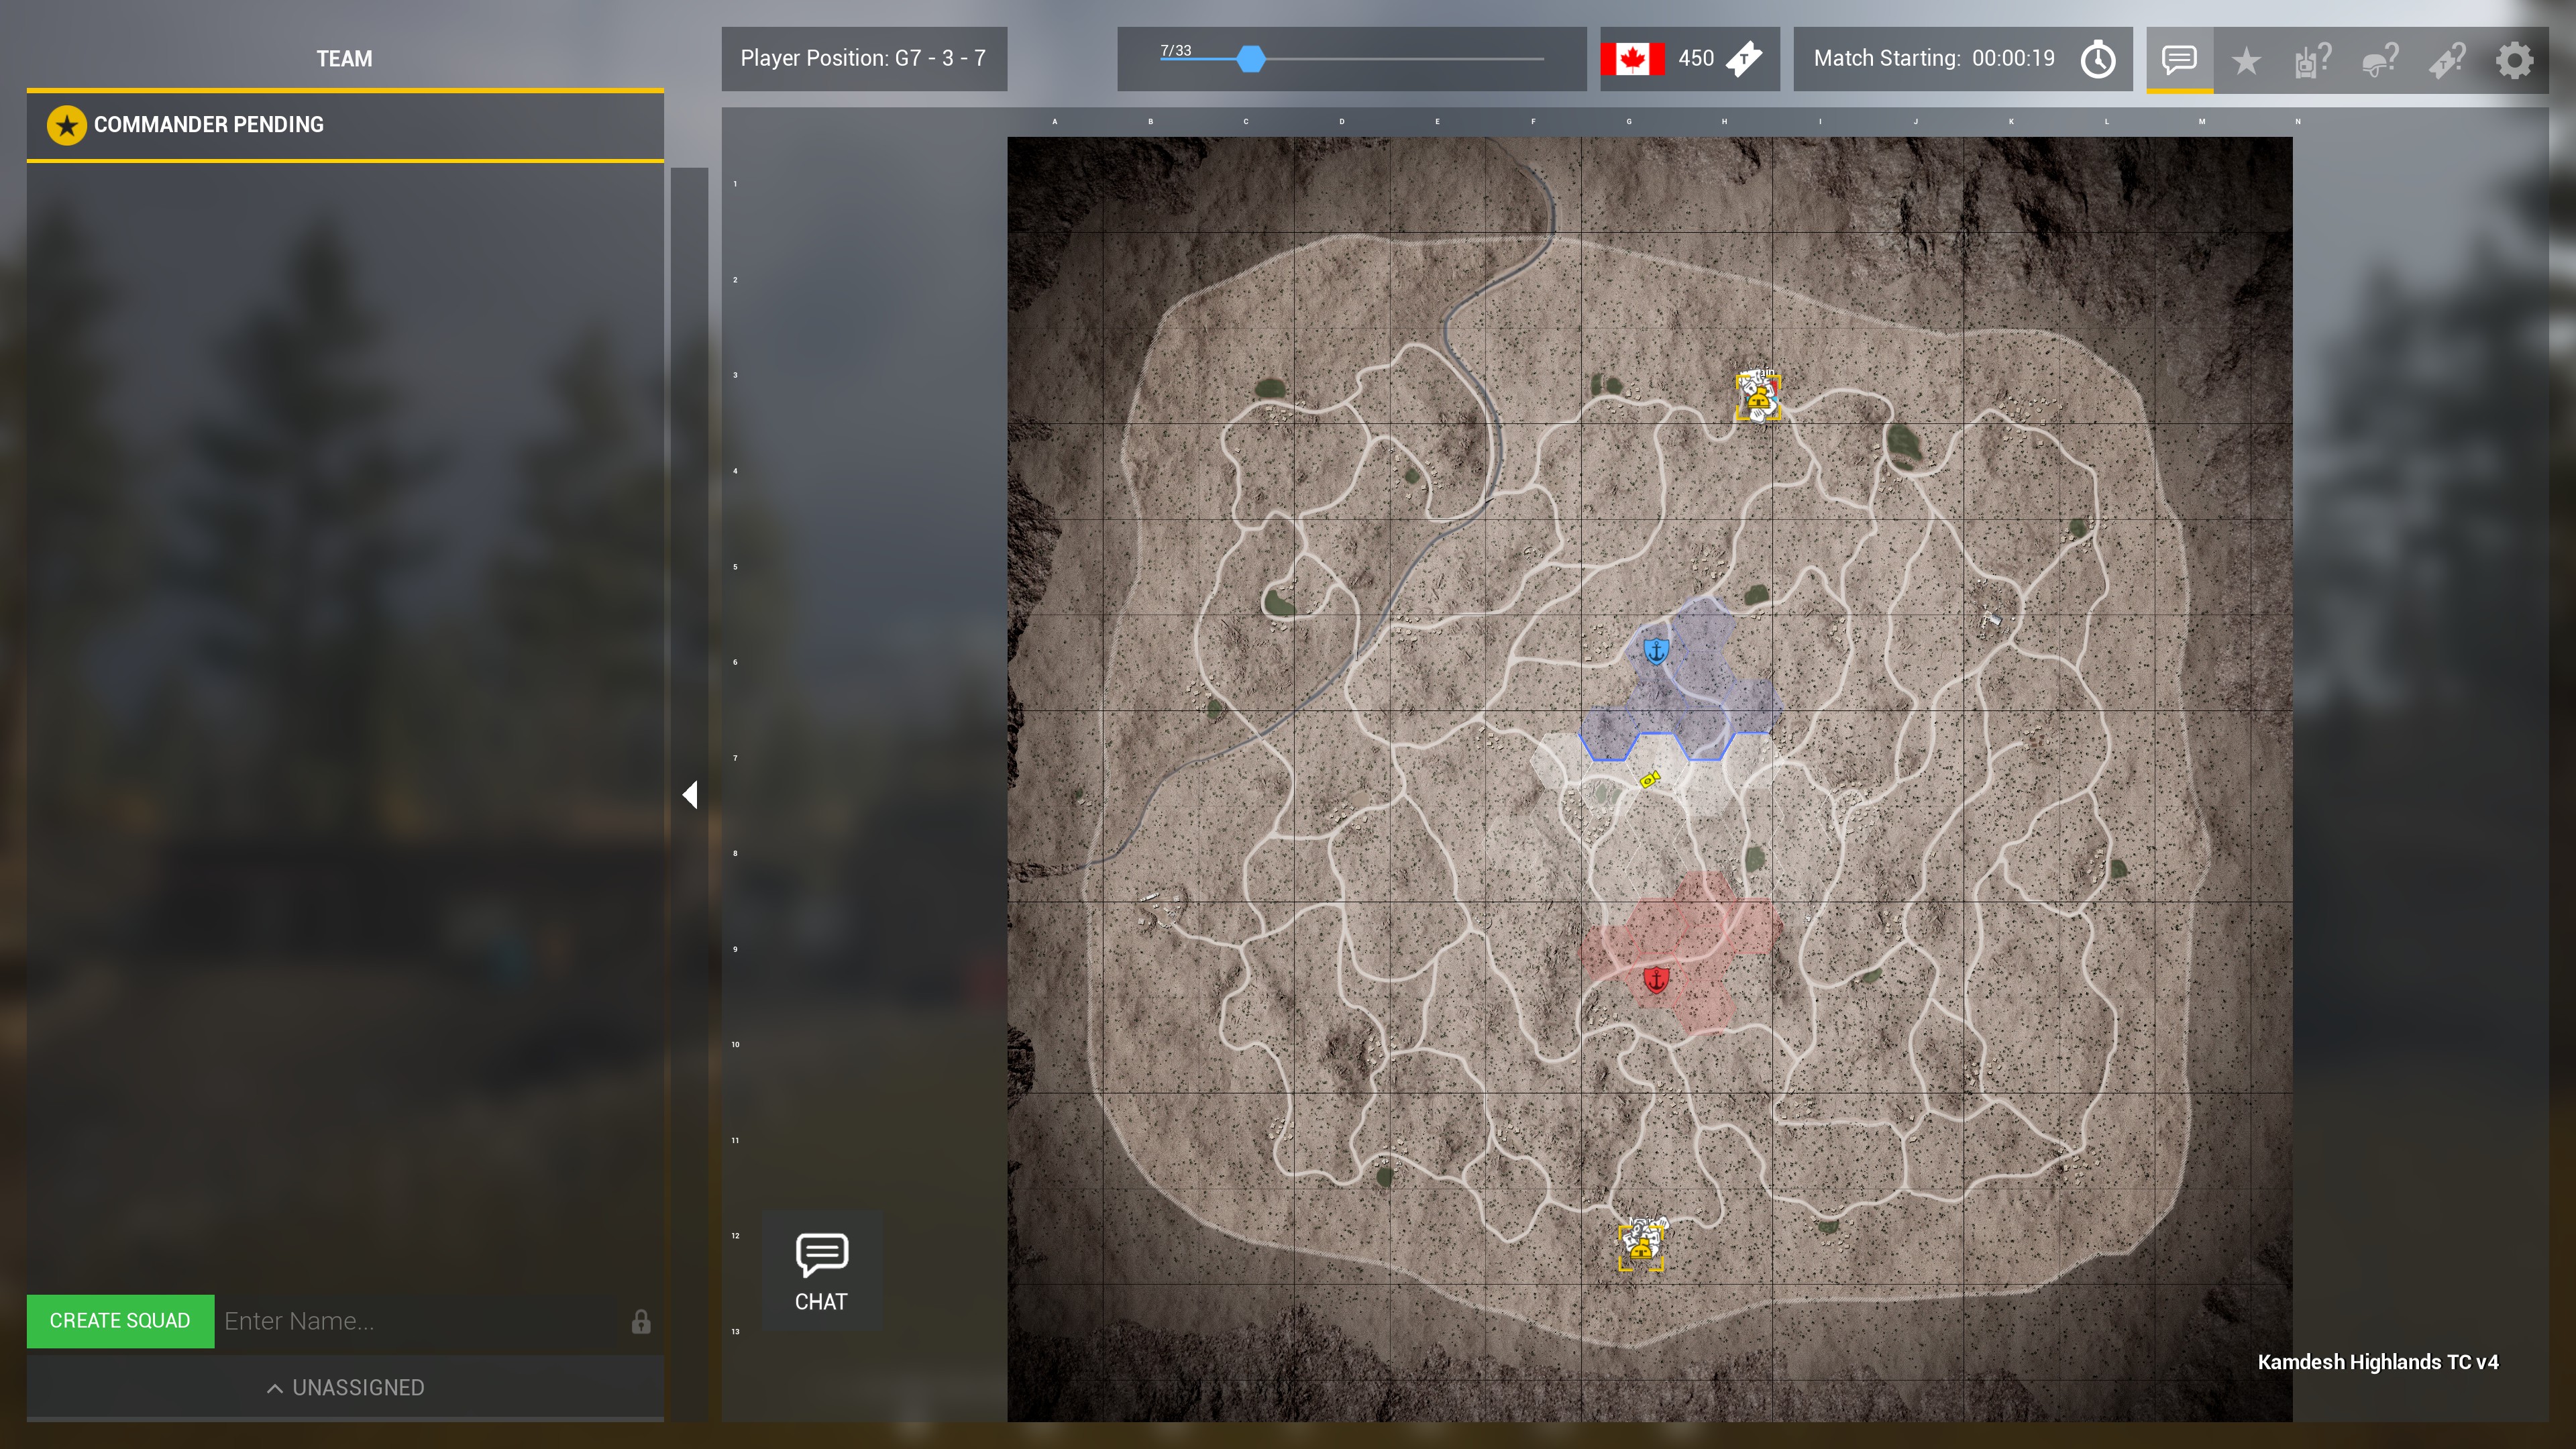 TEAM
Player Position: G7 - 3 - 7
7/33
450
Match Starting: 00:00:19
COMMANDER PENDING
A B C D E F G H I J K L M N
1
2
3
4
5
6
7
8
9
10
11
12
13
CHAT
CREATE SQUAD
Enter Name...
UNASSIGNED
Kamdesh Highlands TC v4